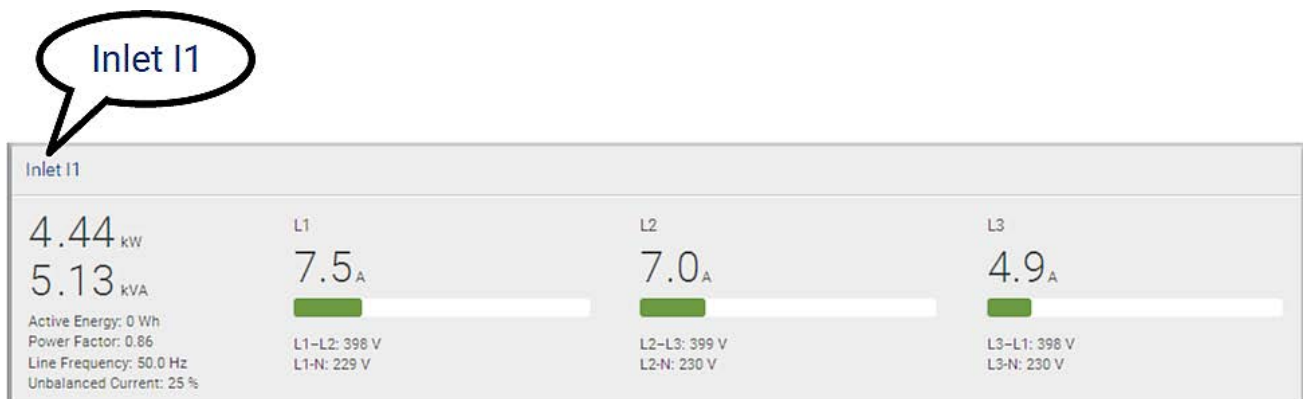 Inlet I1
Inlet I1
4.44 kW
5.13 kVA
Active Energy: 0 Wh
Power Factor: 0.86
Line Frequency: 50.0 Hz
Unbalanced Current: 25 %
L1
7.5 A
L1–L2: 398 V
L1-N: 229 V
L2
7.0 A
L2–L3: 399 V
L2-N: 230 V
L3
4.9 A
L3–L1: 398 V
L3-N: 230 V